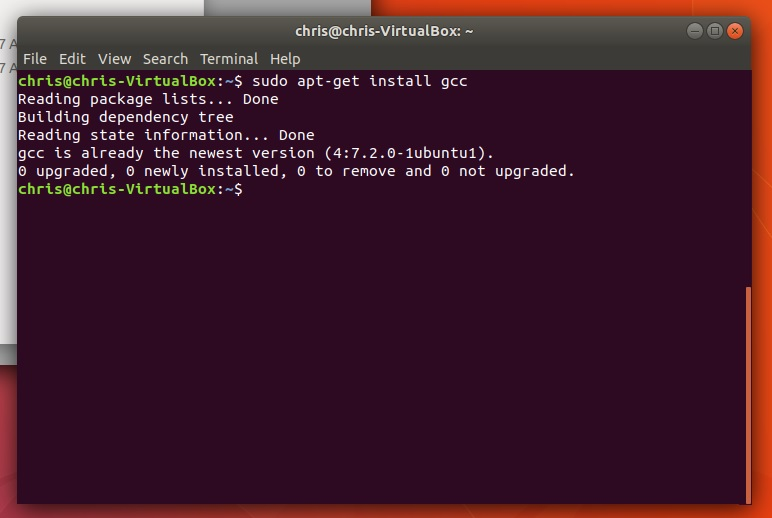 chris@chris-VirtualBox: ~
File Edit View Search Terminal Help
chris@chris-VirtualBox:~$ sudo apt-get install gcc
Reading package lists... Done
Building dependency tree
Reading state information... Done
gcc is already the newest version (4:7.2.0-1ubuntu1).
0 upgraded, 0 newly installed, 0 to remove and 0 not upgraded.
chris@chris-VirtualBox:~$
7 A
7 A